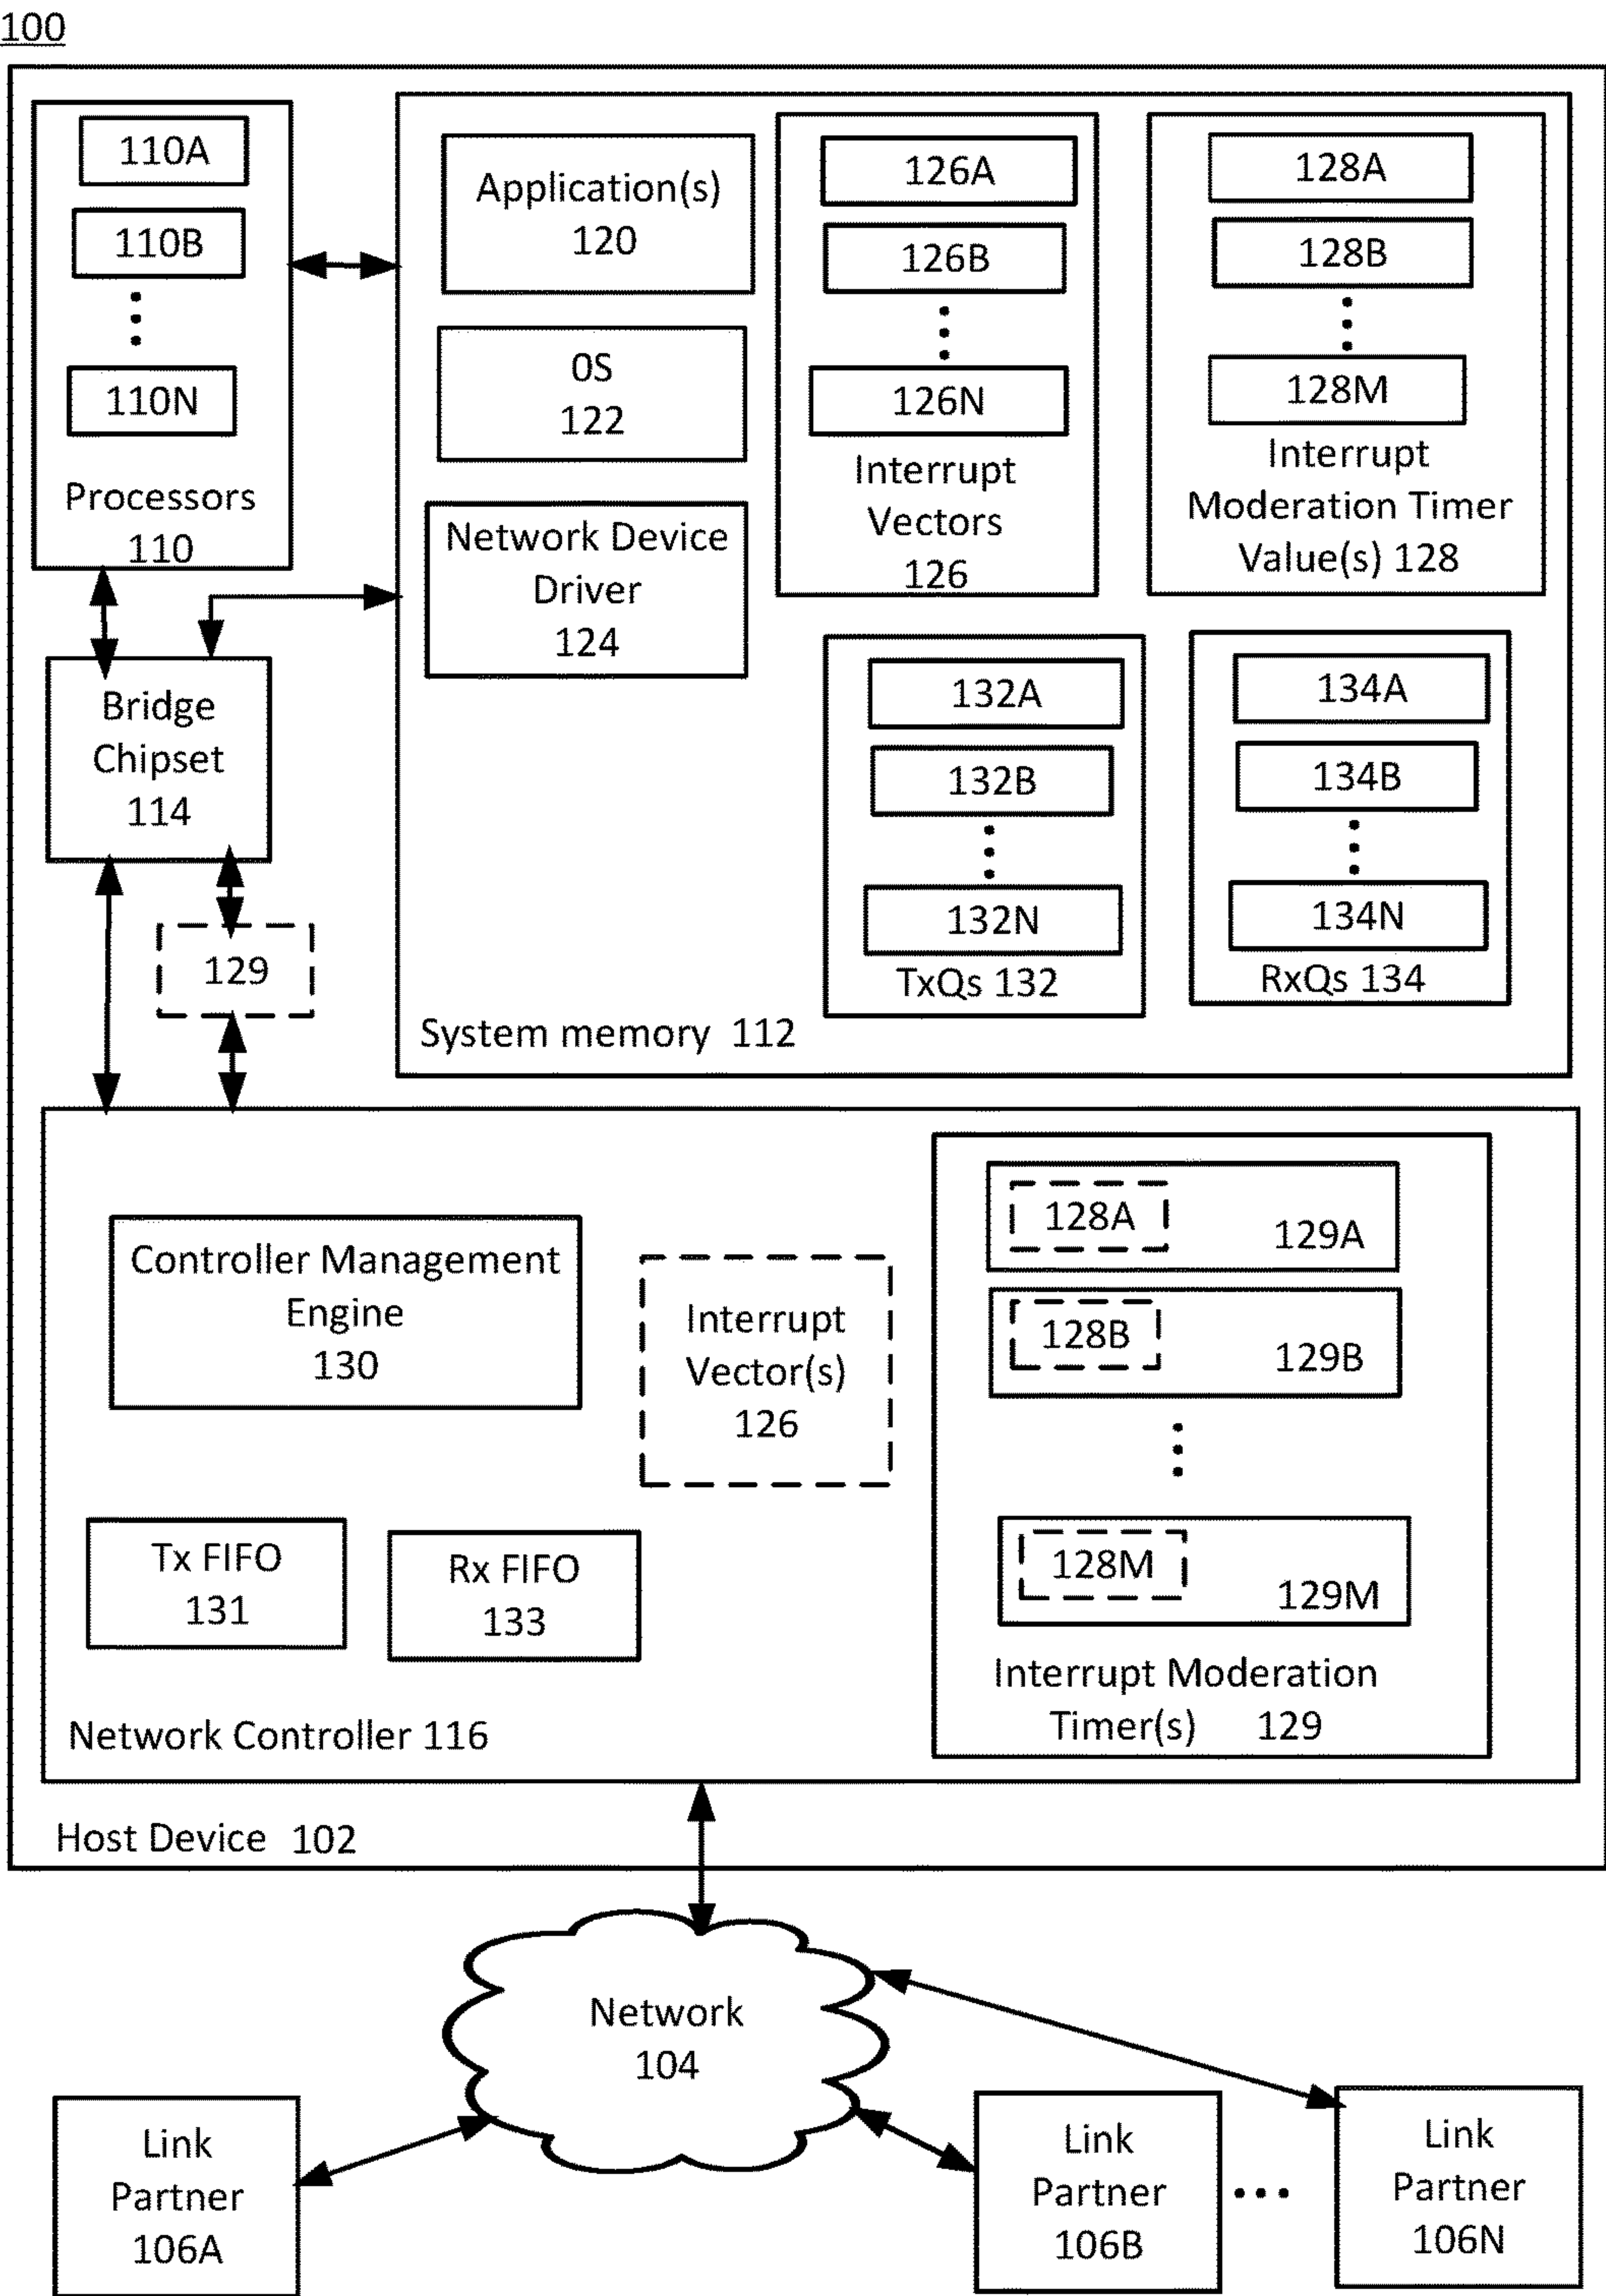 100
110A
110B
110N
Processors
110
Application(s)
120
0S
122
Network Device
Driver
124
126A
126B
126N
Interrupt
Vectors
126
128A
128B
128M
Interrupt
Moderation Timer
Value(s) 128
Bridge
Chipset
114
129
132A
132B
132N
TxQs 132
134A
134B
134N
RxQs 134
System memory 112
Controller Management
Engine
130
Interrupt
Vector(s)
126
128A
129A
128B
129B
128M
129M
Interrupt Moderation
Timer(s) 129
Tx FIFO
131
Rx FIFO
133
Network Controller 116
Host Device 102
Network
104
Link
Partner
106A
Link
Partner
106B
...
Link
Partner
106N